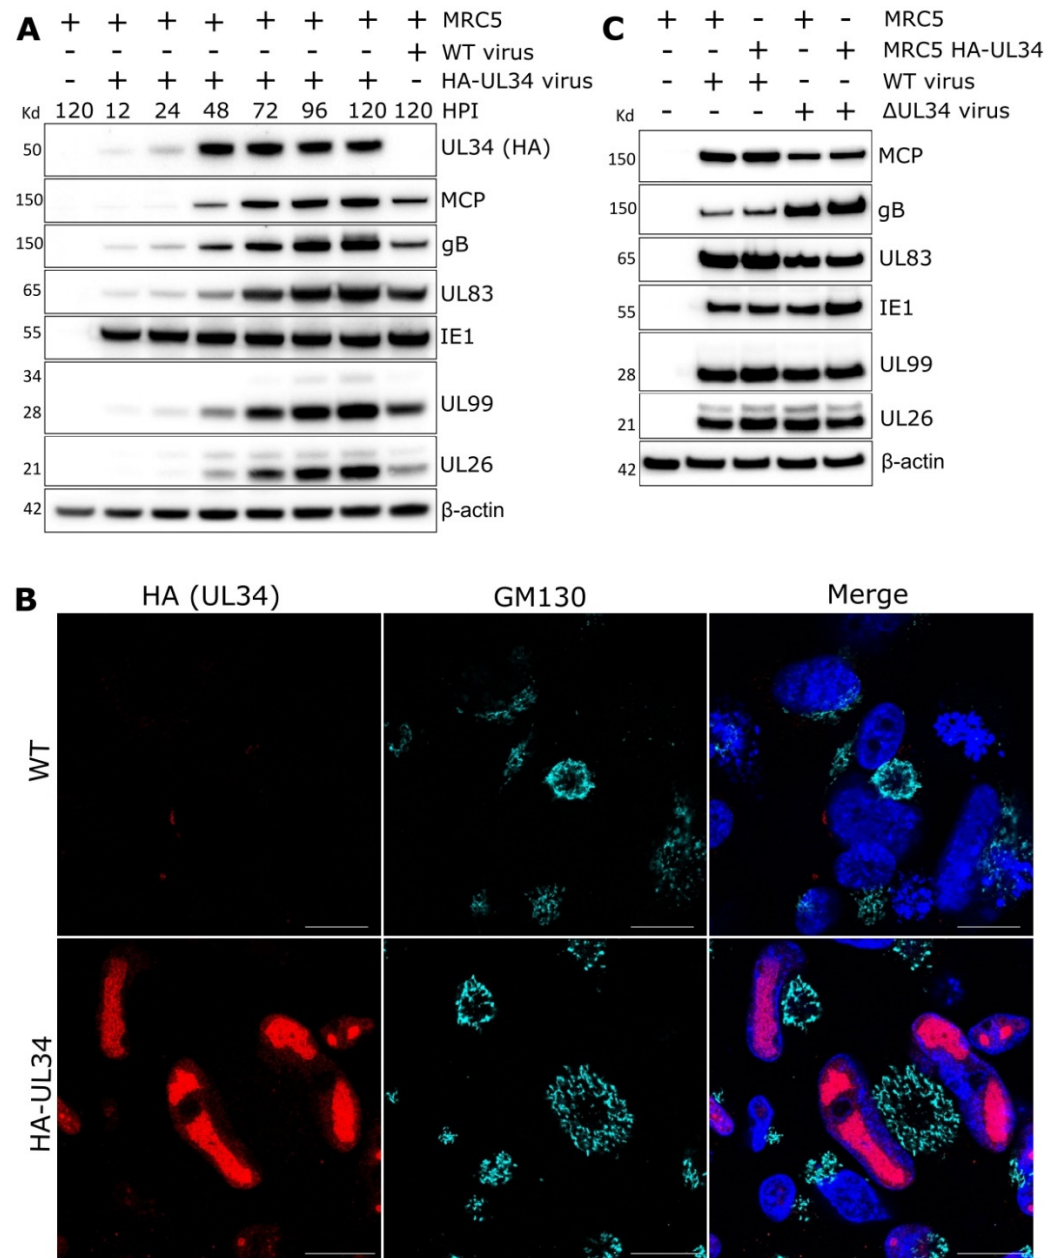 A
+ + + + + + + + MRC5
- - - - - - - + WT virus
- + + + + + + - HA-UL34 virus
Kd 120 12 24 48 72 96 120 120 HPI
50 UL34 (HA)
150 MCP
150 gB
65 UL83
55 IE1
34
28 UL99
21 UL26
42 β-actin
C
+ + - + - MRC5
- - + - + MRC5 HA-UL34
- + + - - WT virus
Kd - - - + + ΔUL34 virus
150 MCP
150 gB
65 UL83
55 IE1
28 UL99
21 UL26
42 β-actin
B
HA (UL34) GM130 Merge
WT
HA-UL34